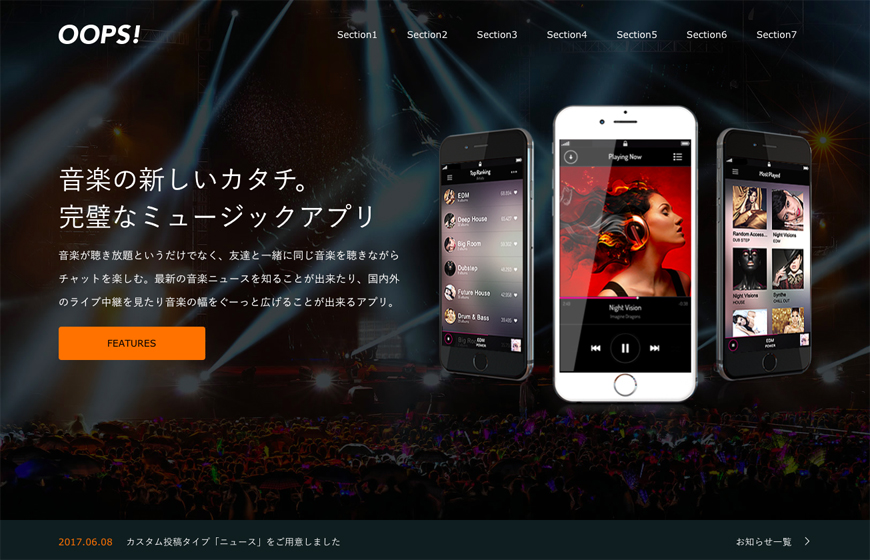 OOPS!
Section1
Section2
Section3
Section4
Section5
Section6
Section7
音楽の新しいカタチ。
完璧なミュージックアプリ
音楽が聴き放題というだけでなく、友達と一緒に同じ音楽を聴きながら
チャットを楽しむ。最新の音楽ニュースを知ることが出来たり、国内外
のライブ中継を見たり音楽の幅をぐーっと広げることが出来るアプリ。
FEATURES
Top Ranking
EDM
Deep House
Big Room
Dubstep
Future House
Drum & Bass
Big Room
EDM
POWER
Playing Now
Night Vision
Imagine Dragons
Most Played
Random Access...
DUB STEP
Night Visions
EDM
Night Visions
HOUSE
Synthe
CHILL OUT
EDM
POWER
2017.06.08
カスタム投稿タイプ「ニュース」をご用意しました
お知らせ一覧